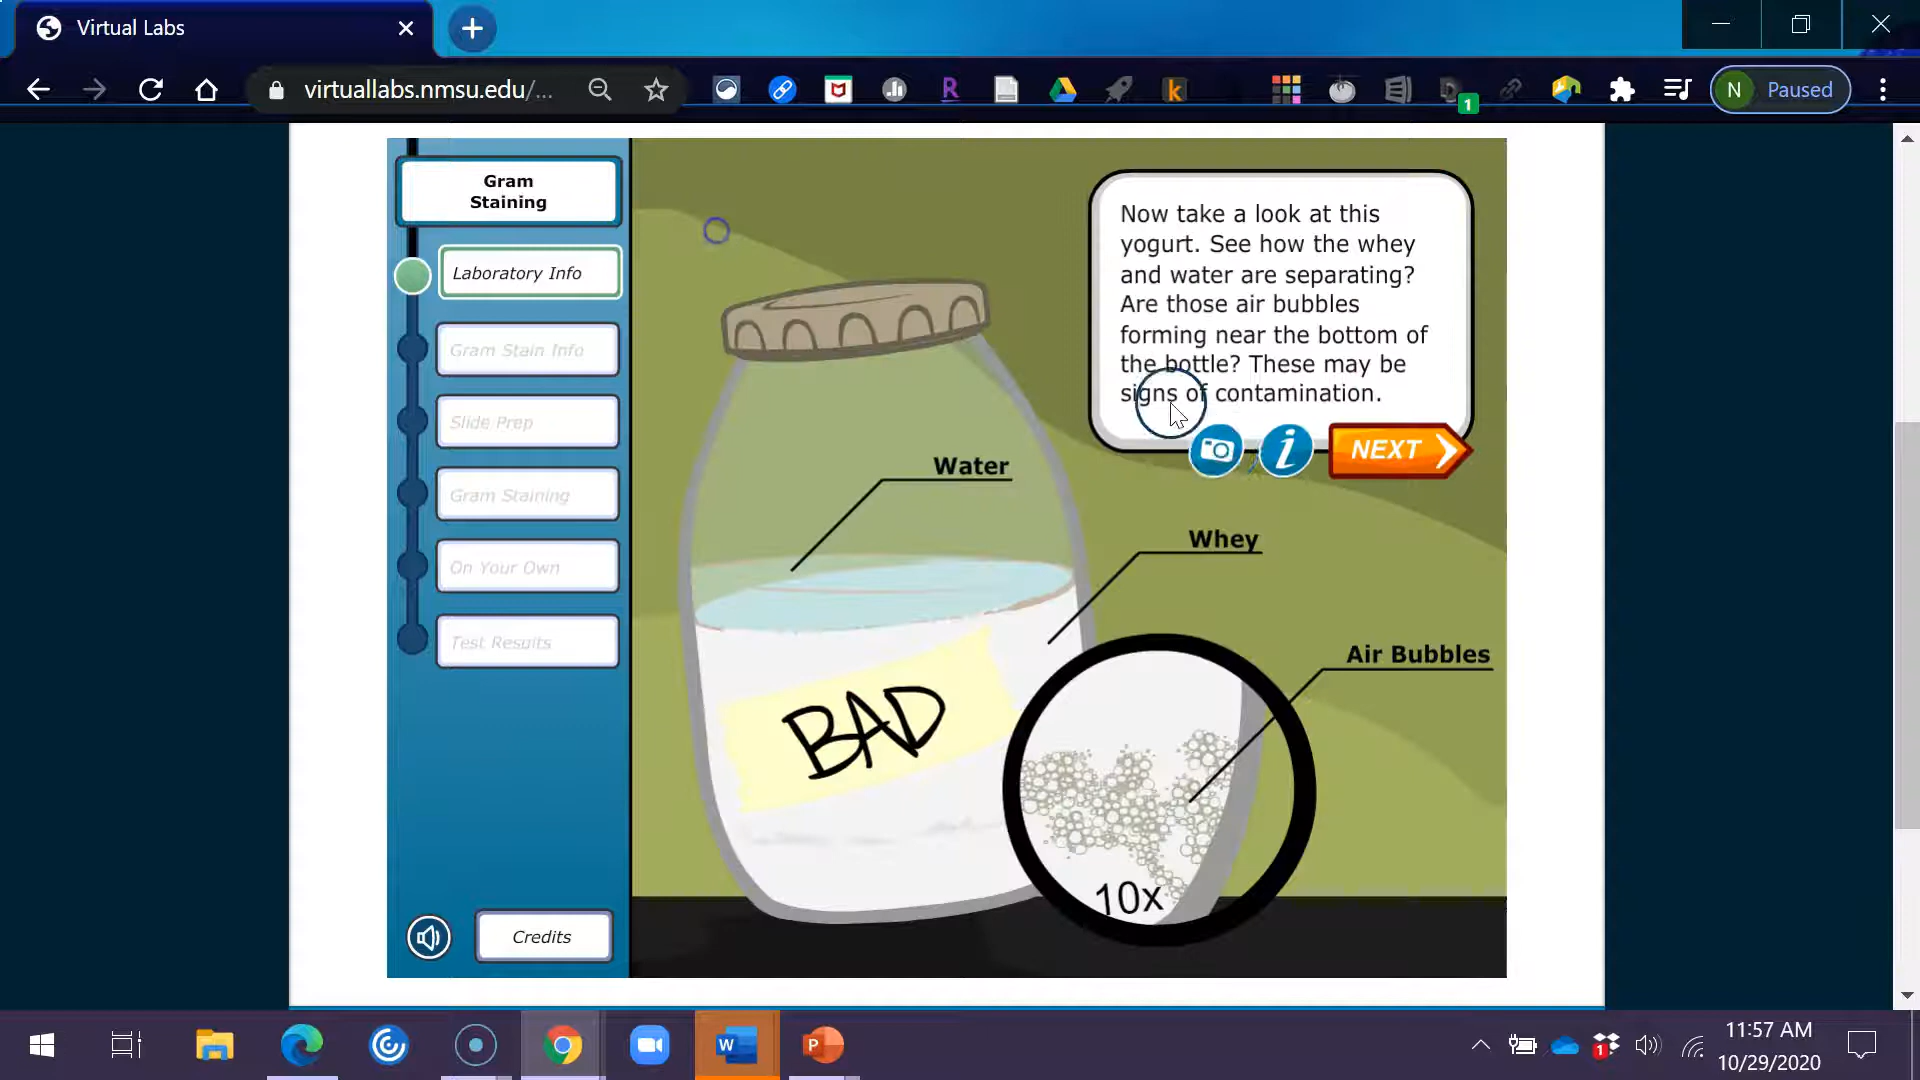 Virtual Labs
virtuallabs.nmsu.edu/...
R
k
1
N
Paused
Gram
Staining
Laboratory Info
Gram Stain Info
Slide Prep
Gram Staining
On Your Own
Test Results
Credits
Now take a look at this
yogurt. See how the whey
and water are separating?
Are those air bubbles
forming near the bottom of
the bottle? These may be
signs of contamination.
i
NEXT
Water
Whey
Air Bubbles
BAD
10x
W
P
1
11:57 AM
10/29/2020